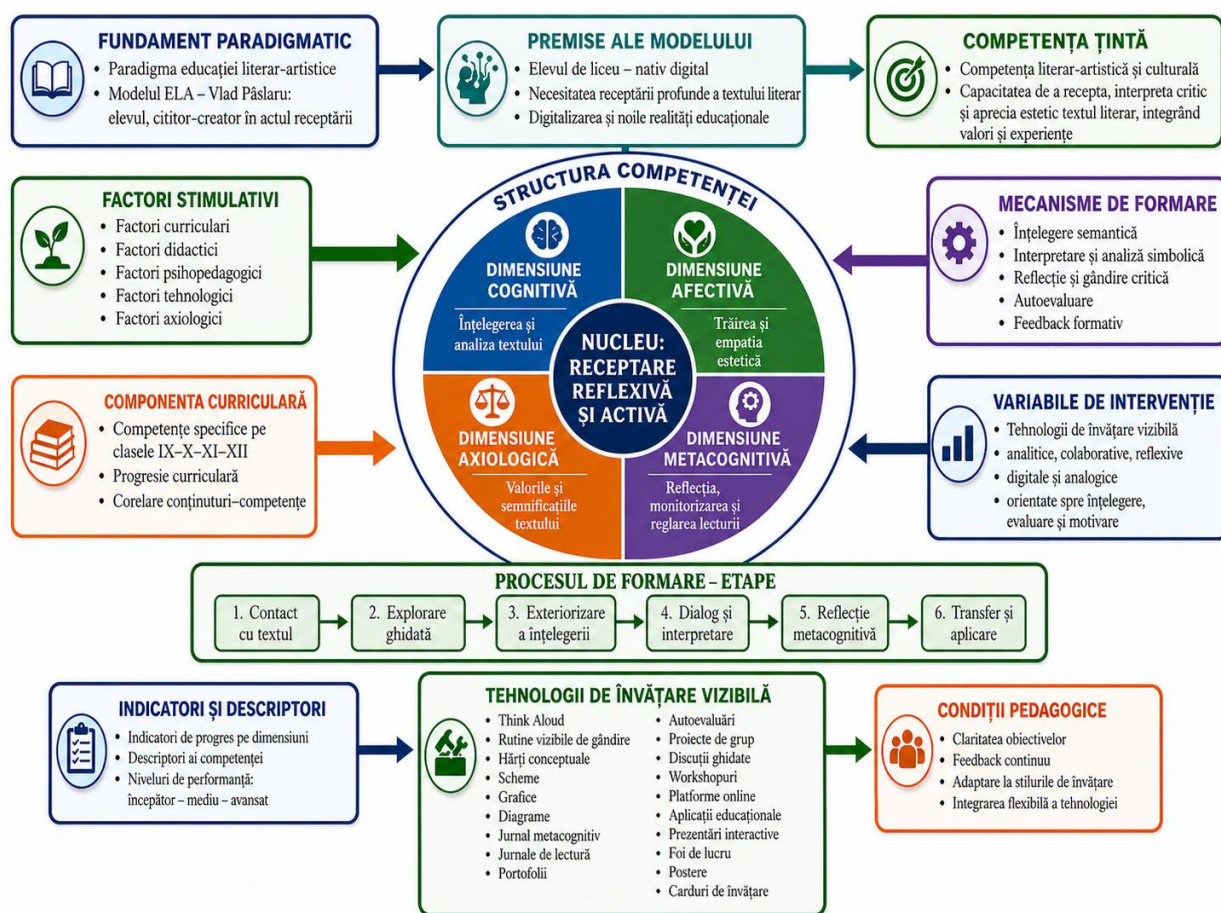 FUNDAMENT PARADIGMATIC
• Paradigma educației literar-artistice
• Modelul ELA – Vlad Pâslaru:
elevul, cititor-creator în actul receptării
PREMISE ALE MODELULUI
• Elevul de liceu – nativ digital
• Necesitatea receptării profunde a textului literar
• Digitalizarea și noile realități educaționale
COMPETENȚA ȚINTĂ
• Competența literar-artistică și culturală
• Capacitatea de a recepta, interpreta critic
și aprecia estetic textul literar, integrând
valori și experiențe
FACTORI STIMULATIVI
• Factori curriculari
• Factori didactici
• Factori psihopedagogici
• Factori tehnologici
• Factori axiologici
STRUCTURA COMPETENȚEI
DIMENSIUNE
COGNITIVĂ
Înțelegerea și
analiza textului
DIMENSIUNE
AFECTIVĂ
Trăirea și
empatia
estetică
NUCLEU:
RECEPTARE
REFLEXIVĂ
ȘI ACTIVĂ
DIMENSIUNE
AXIOLOGICĂ
Valorile și
semnificațiile
textului
DIMENSIUNE
METACOGNITIVĂ
Reflecția,
monitorizarea și
reglarea lecturii
MECANISME DE FORMARE
• Înțelegere semantică
• Interpretare și analiză simbolică
• Reflecție și gândire critică
• Autoevaluare
• Feedback formativ
COMPONENTA CURRICULARĂ
• Competențe specifice pe
clasele IX–X–XI–XII
• Progresie curriculară
• Corelare conținuturi–competențe
VARIABILE DE INTERVENȚIE
• Tehnologii de învățare vizibilă
• analitice, colaborative, reflexive
• digitale și analogice
• orientate spre înțelegere,
evaluare și motivare
PROCESUL DE FORMARE – ETAPE
1. Contact
cu textul
2. Explorare
ghidată
3. Exteriorizare
a înțelegerii
4. Dialog și
interpretare
5. Reflecție
metacognitivă
6. Transfer și
aplicare
INDICATORI ȘI DESCRIPTORI
• Indicatori de progres pe dimensiuni
• Descriptori ai competenței
• Niveluri de performanță:
începător – mediu – avansat
TEHNOLOGII DE ÎNVĂȚARE VIZIBILĂ
• Think Aloud
• Rutine vizibile de gândire
• Hărți conceptuale
• Scheme
• Grafice
• Diagrame
• Jurnal metacognitiv
• Jurnale de lectură
• Portofolii
• Autoevaluări
• Proiecte de grup
• Discuții ghidate
• Workshopuri
• Platforme online
• Aplicații educaționale
• Prezentări interactive
• Foi de lucru
• Postere
• Carduri de învățare
CONDIȚII PEDAGOGICE
• Claritatea obiectivelor
• Feedback continuu
• Adaptare la stilurile de învățare
• Integrarea flexibilă a tehnologiei